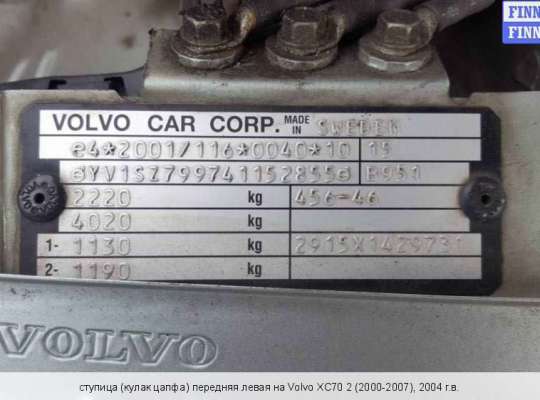 FINN
FINN
VOLVO CAR CORP. MADE IN SWEDEN
e4*2001/116*0040*10 15
YV1SZ799741152855 B951
2220 kg 456-46
4020 kg
1- 1130 kg 2915X1429731
2- 1190 kg
VOLVO
ступица (кулак цапфа) передняя левая на Volvo XC70 2 (2000-2007), 2004 г.в.